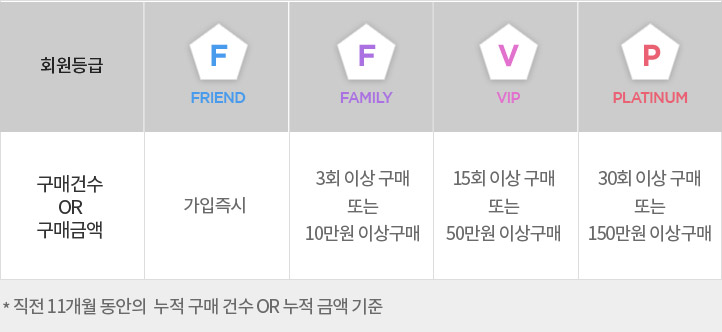 회원등급
F
FRIEND
F
FAMILY
V
VIP
P
PLATINUM
구매건수
OR
구매금액
가입즉시
3회 이상 구매
또는
10만원 이상구매
15회 이상 구매
또는
50만원 이상구매
30회 이상 구매
또는
150만원 이상구매
* 직전 11개월 동안의 누적 구매 건수 OR 누적 금액 기준